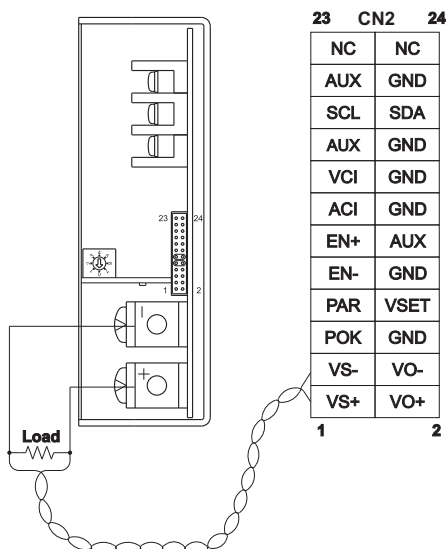 23 CN2 24
NC NC
AUX GND
SCL SDA
AUX GND
VCI GND
ACI GND
EN+ AUX
EN- GND
PAR VSET
POK GND
VS- VO-
VS+ VO+
1 2
23 24
1 2
−
+
Load